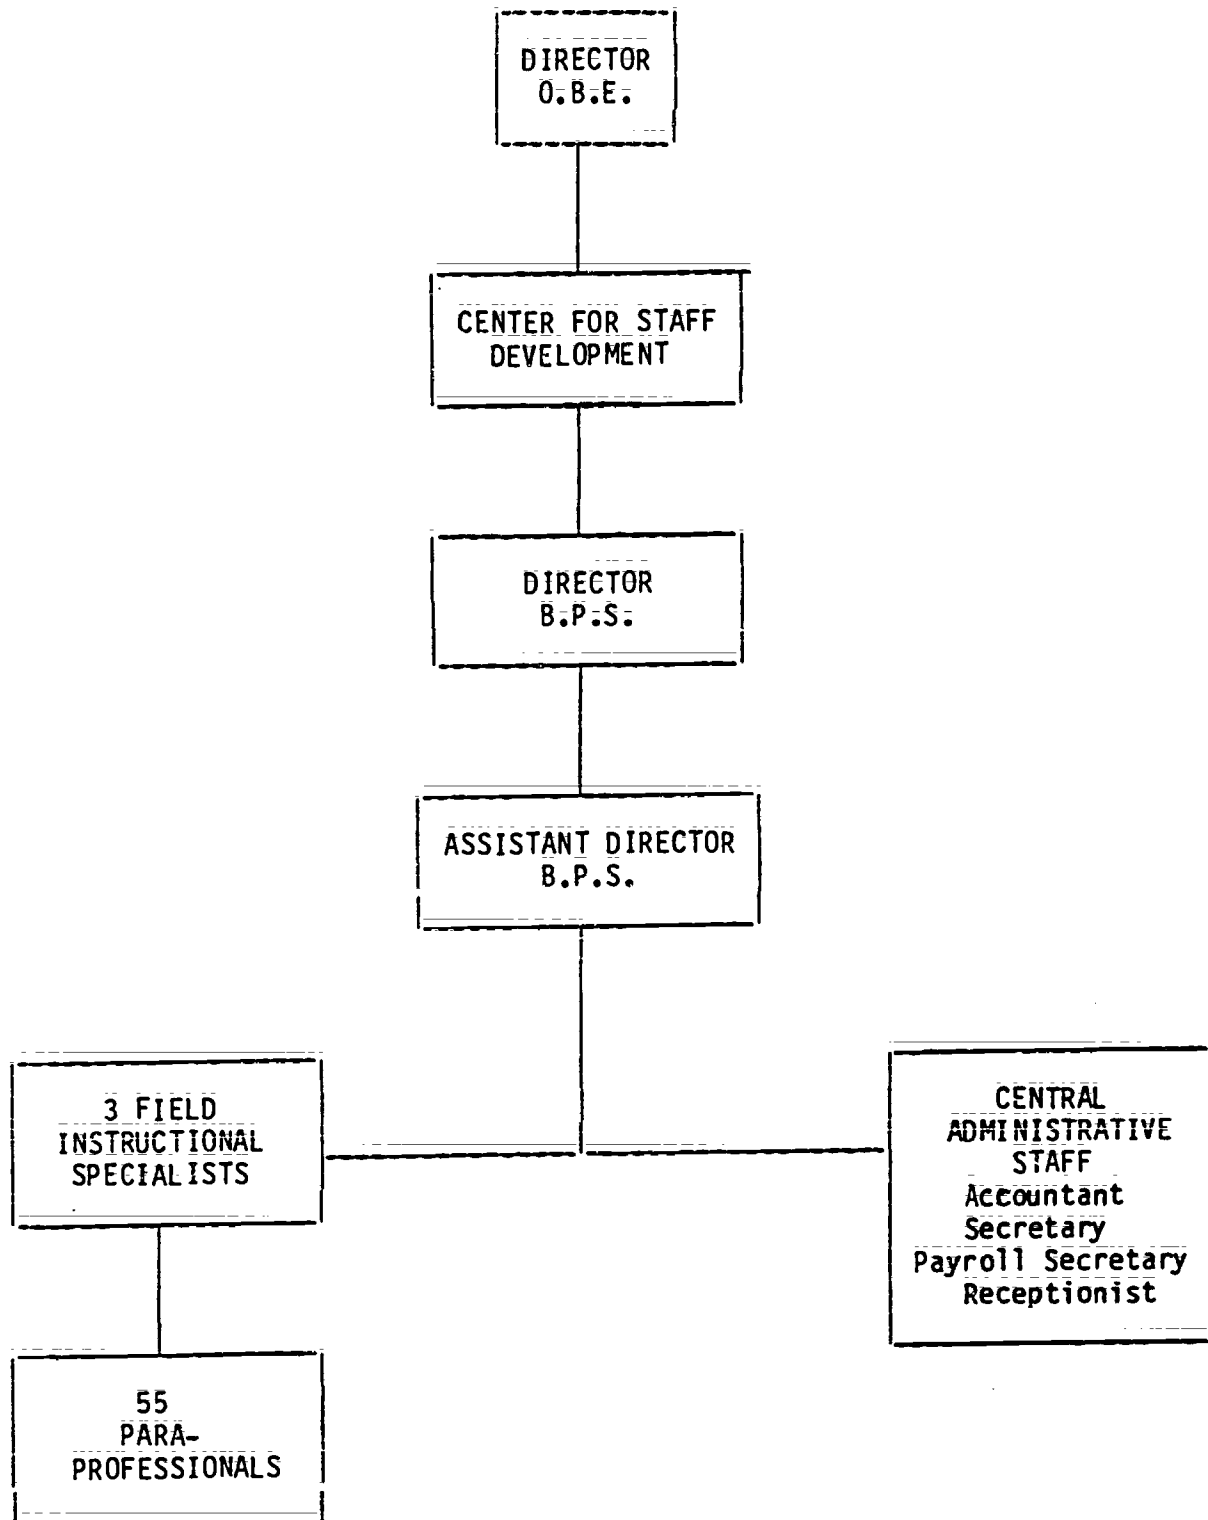 DIRECTOR
O.B.E.
CENTER FOR STAFF
DEVELOPMENT
DIRECTOR
B.P.S.
ASSISTANT DIRECTOR
B.P.S.
3 FIELD
INSTRUCTIONAL
SPECIALISTS
CENTRAL
ADMINISTRATIVE
STAFF
Accountant
Secretary
Payroll Secretary
Receptionist
55
PARA-
PROFESSIONALS